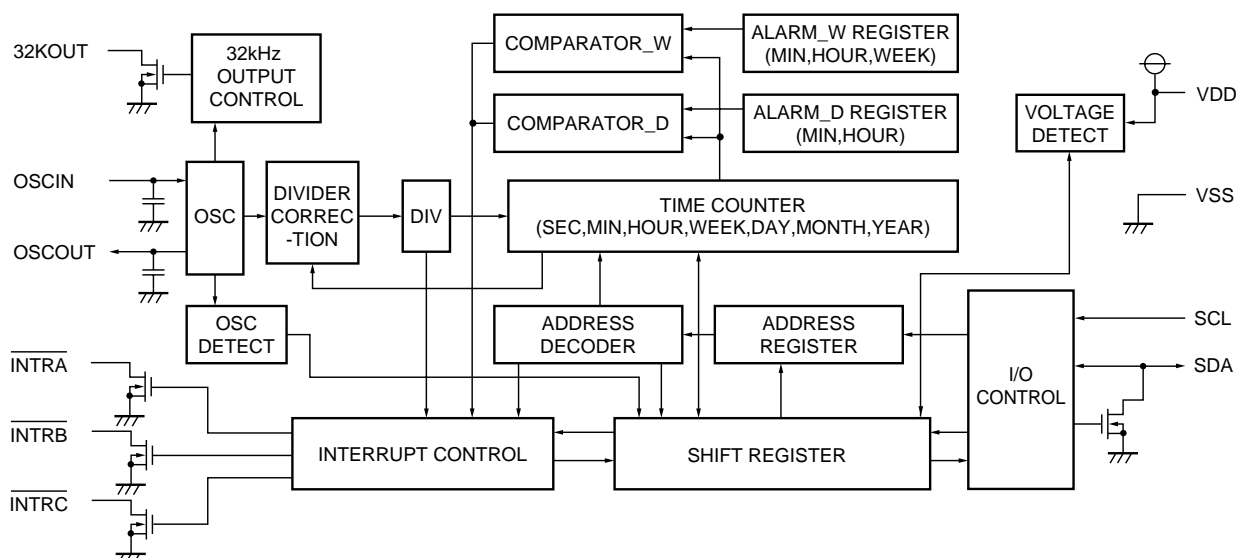 32KOUT
32kHz
OUTPUT
CONTROL
COMPARATOR_W
ALARM_W REGISTER
(MIN,HOUR,WEEK)
COMPARATOR_D
ALARM_D REGISTER
(MIN,HOUR)
VOLTAGE
DETECT
VDD
VSS
OSCIN
OSCOUT
OSC
DIVIDER
CORREC
-TION
DIV
TIME COUNTER
(SEC,MIN,HOUR,WEEK,DAY,MONTH,YEAR)
OSC
DETECT
ADDRESS
DECODER
ADDRESS
REGISTER
I/O
CONTROL
SCL
SDA
INTRA
INTRB
INTRC
INTERRUPT CONTROL
SHIFT REGISTER